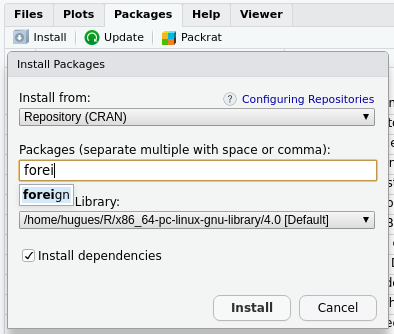 Files Plots Packages Help Viewer
Install Update Packrat
Install Packages
Install from: ? Configuring Repositories
Repository (CRAN)
Packages (separate multiple with space or comma):
forei
foreign
Library:
/home/hugues/R/x86_64-pc-linux-gnu-library/4.0 [Default]
Install dependencies
Install Cancel